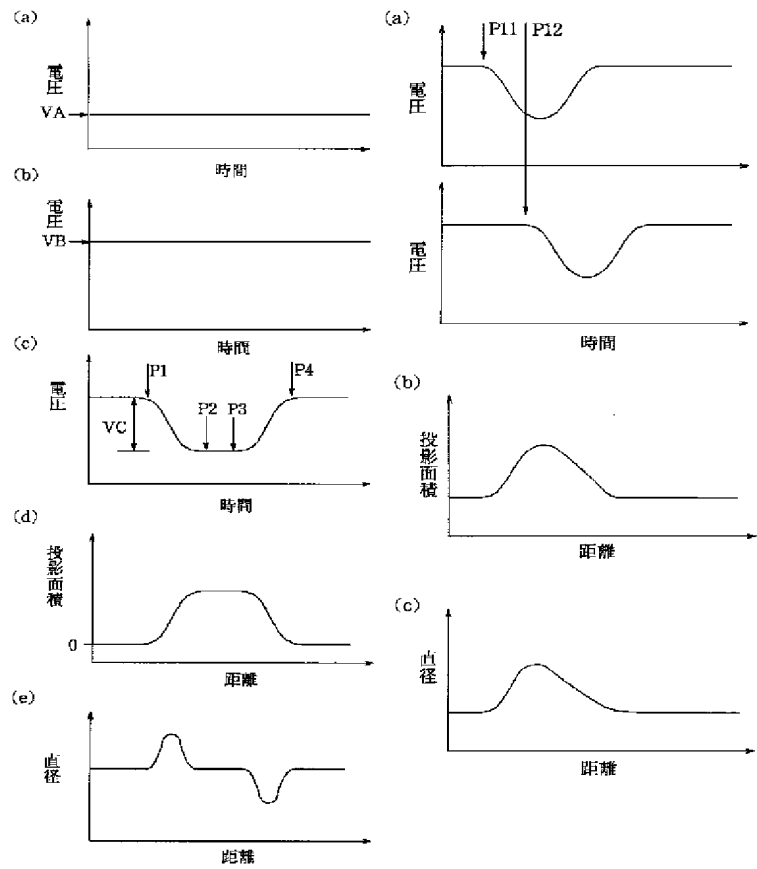 (a)
電圧
VA
時間
(b)
電圧
VB
時間
(c)
電圧
P1
P4
P2
P3
VC
時間
(d)
投影面積
0
距離
(e)
直径
距離
(a)
P11
P12
電圧
電圧
時間
(b)
投影面積
距離
(c)
直径
距離